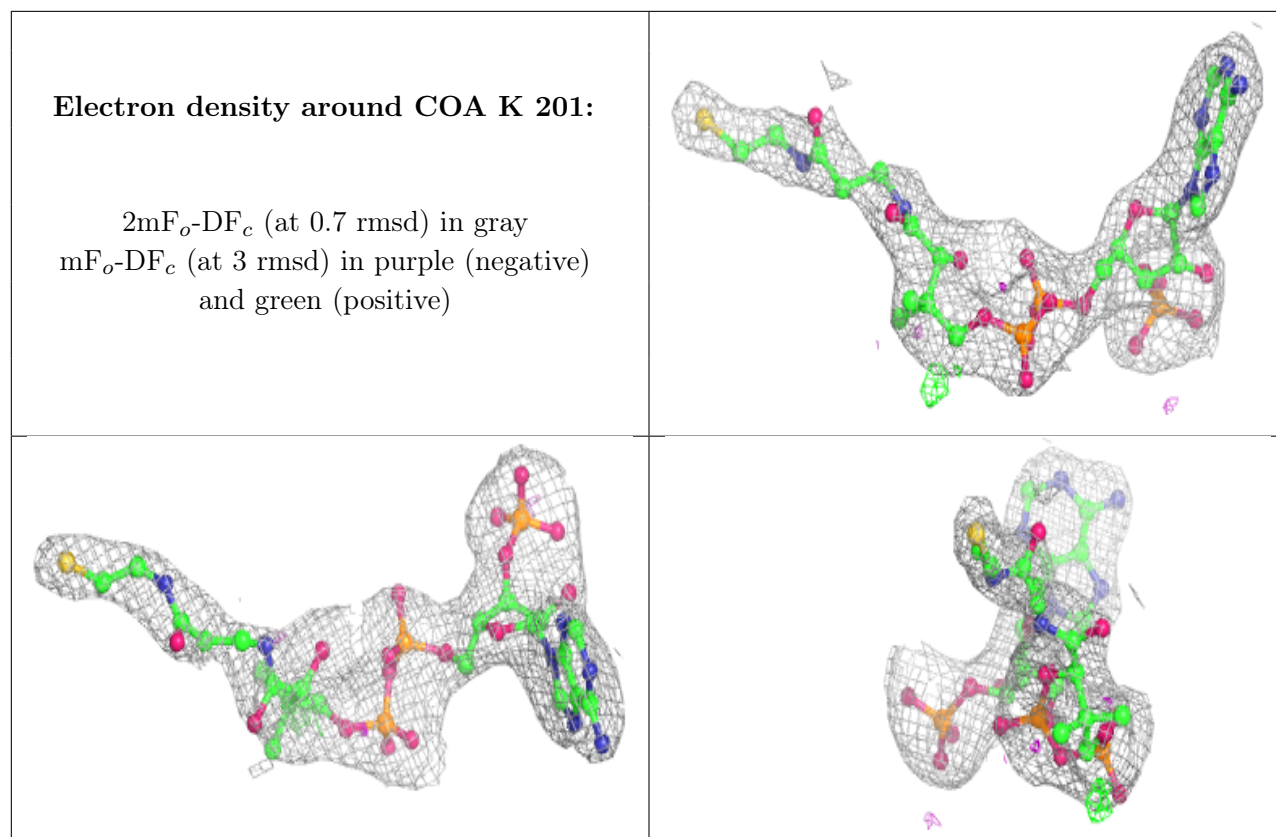 Electron density around COA K 201:
2mFₒ-DF𝒸 (at 0.7 rmsd) in gray
mFₒ-DF𝒸 (at 3 rmsd) in purple (negative)
and green (positive)